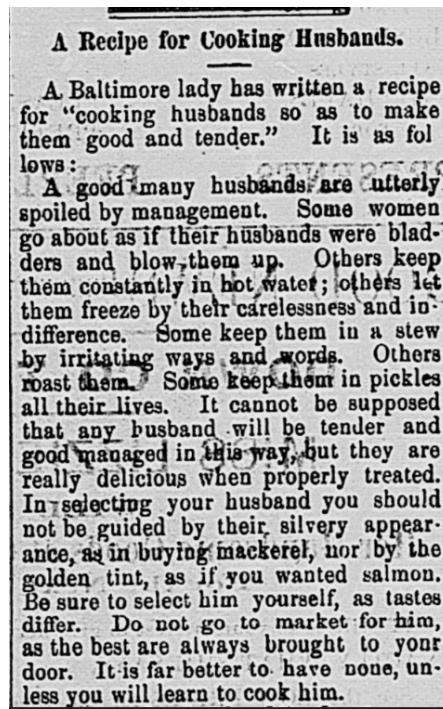 A Recipe for Cooking Husbands.
A Baltimore lady has written a recipe
for "cooking husbands so as to make
them good and tender." It is as fol
lows:
A good many husbands are utterly
spoiled by management. Some women
go about as if their husbands were blad-
ders and blow them up. Others keep
them constantly in hot water; others let
them freeze by their carelessness and in-
difference. Some keep them in a stew
by irritating ways and words. Others
roast them. Some keep them in pickles
all their lives. It cannot be supposed
that any husband will be tender and
good managed in this way, but they are
really delicious when properly treated.
In selecting your husband you should
not be guided by their silvery appear-
ance, as in buying mackerel, nor by the
golden tint, as if you wanted salmon.
Be sure to select him yourself, as tastes
differ. Do not go to market for him,
as the best are always brought to your
door. It is far better to have none, un-
less you will learn to cook him.